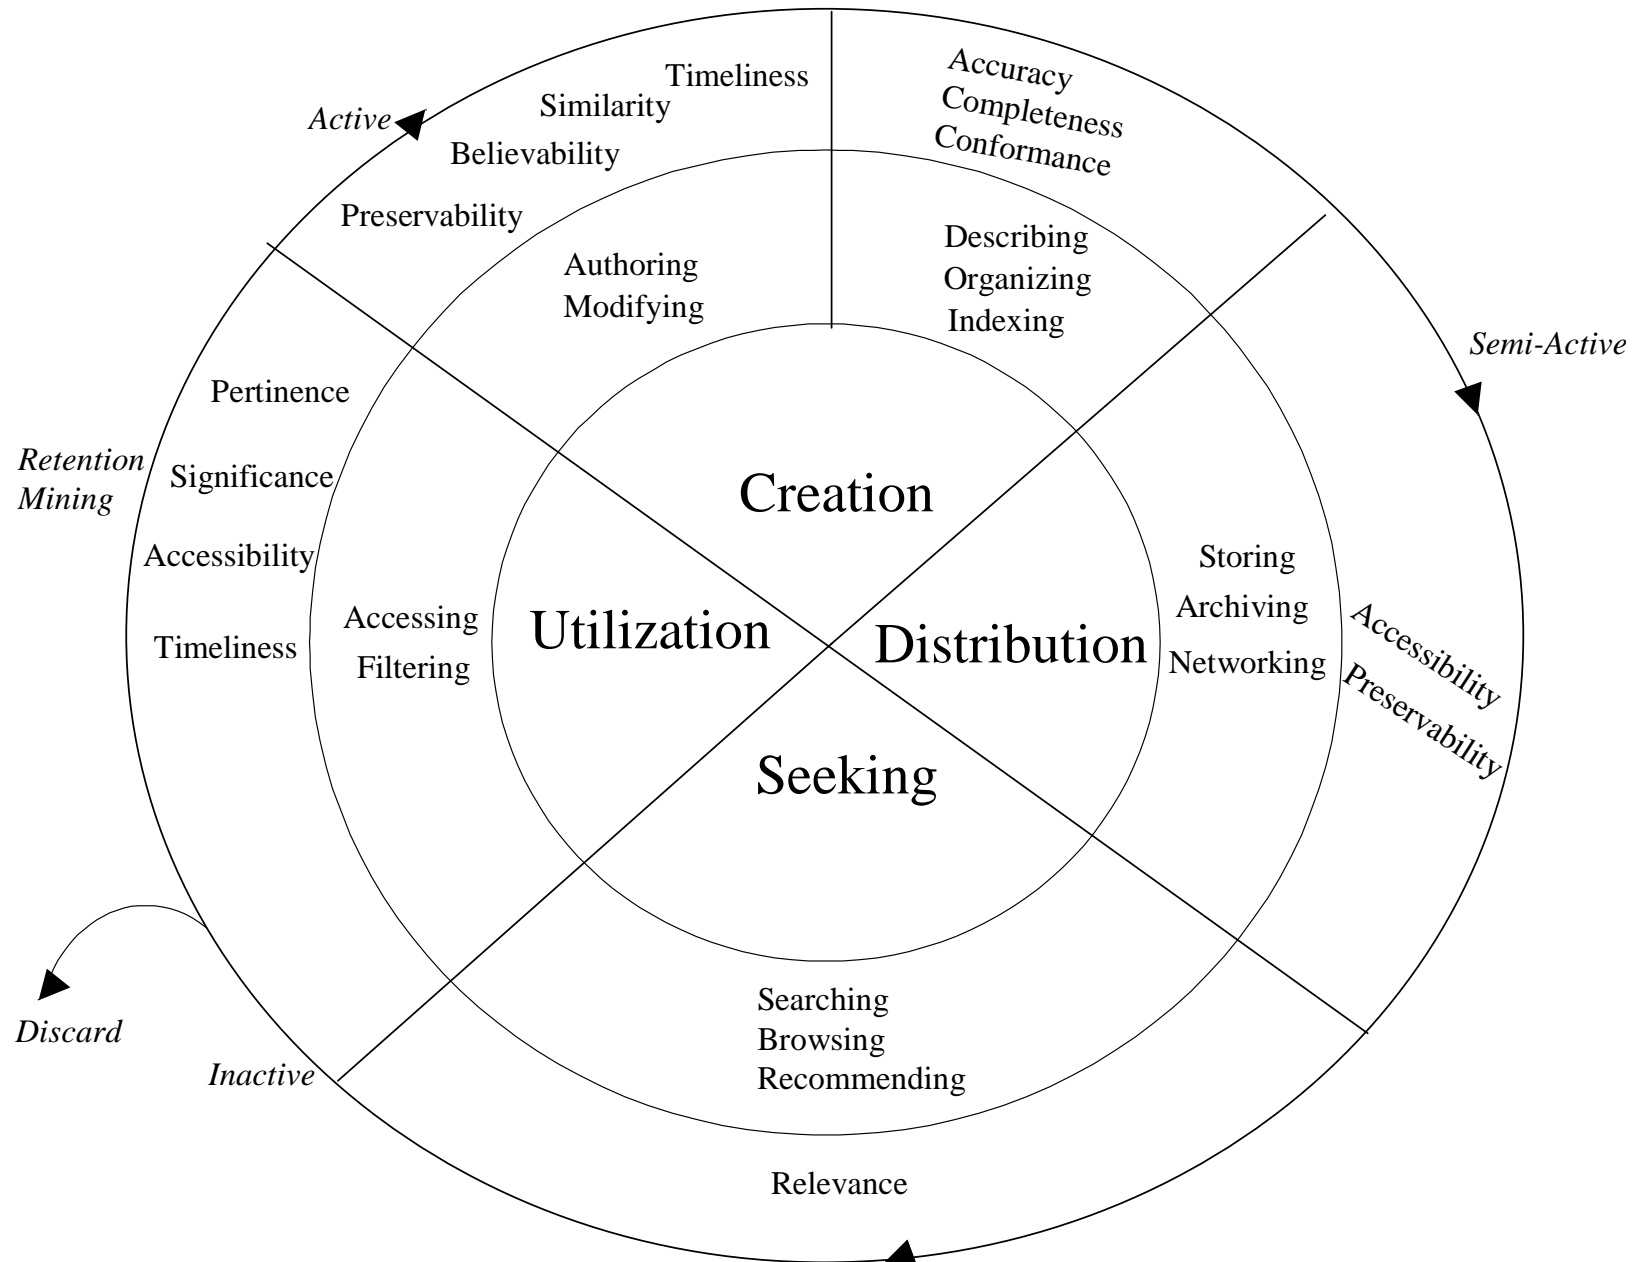 Timeliness
Similarity
Believability
Preservability
Active
Accuracy
Completeness
Conformance
Authoring
Modifying
Describing
Organizing
Indexing
Semi-Active
Pertinence
Significance
Accessibility
Timeliness
Retention
Mining
Creation
Utilization
Distribution
Seeking
Accessing
Filtering
Storing
Archiving
Networking
Accessibility
Preservability
Searching
Browsing
Recommending
Relevance
Discard
Inactive